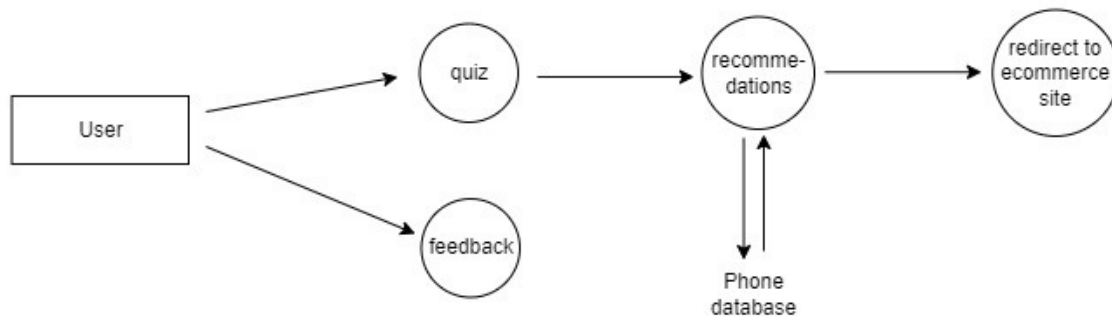 User
quiz
feedback
recomme-
dations
Phone
database
redirect to
ecommerce
site